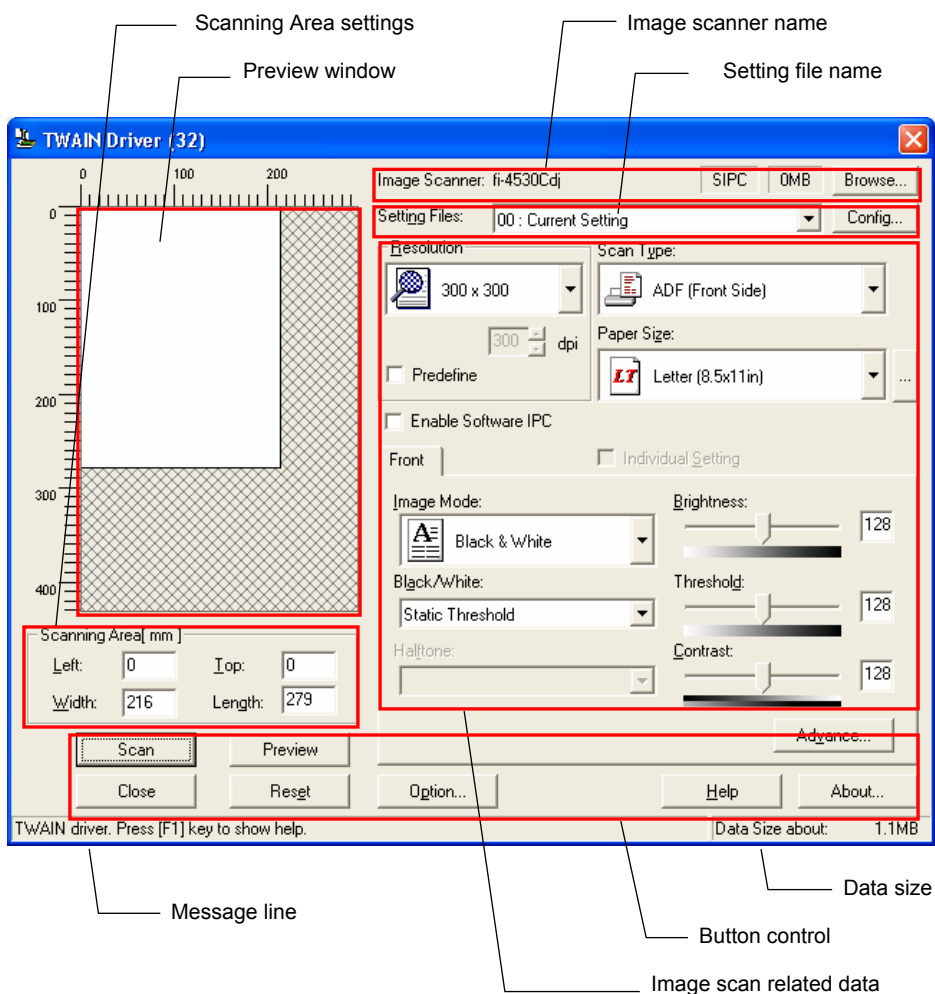 Scanning Area settings
Image scanner name
Preview window
Setting file name
TWAIN Driver (32)
0 100 200
Image Scanner: fi-4530Cdj SIPC 0MB Browse...
0
Setting Files: 00 : Current Setting Config...
Resolution
Scan Type:
300 x 300
ADF (Front Side)
100
300 dpi
Paper Size:
Predefine
LT Letter (8.5x11in) ...
200
Enable Software IPC
Front
Individual Setting
300
Image Mode:
Brightness:
A Black & White
128
Black/White:
Threshold:
400
Static Threshold
128
Scanning Area[ mm ]
Halftone:
Contrast:
Left: 0 Top: 0
128
Width: 216 Length: 279
Advance...
Scan Preview
Close Reset Option... Help About...
TWAIN driver. Press [F1] key to show help. Data Size about: 1.1MB
Data size
Message line
Button control
Image scan related data